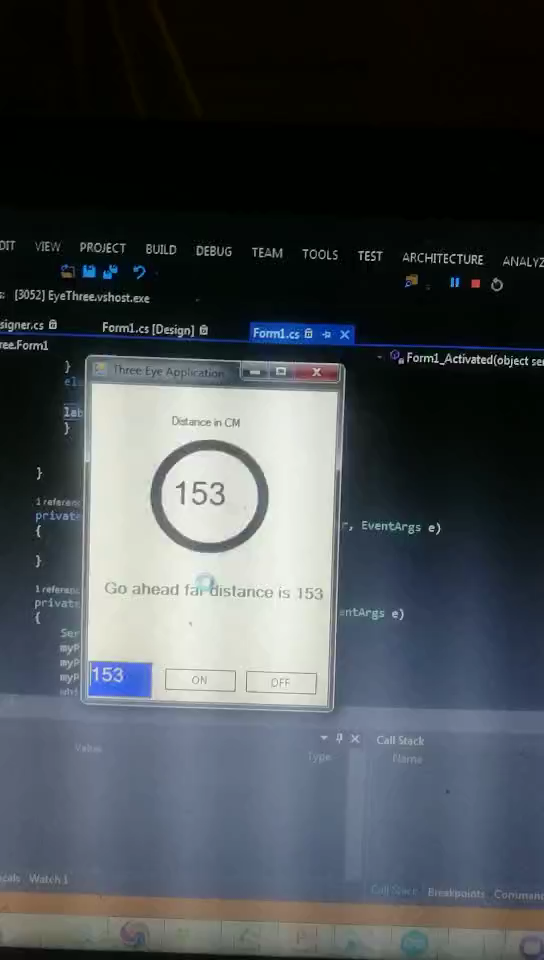 DIT VIEW PROJECT BUILD DEBUG TEAM TOOLS TEST ARCHITECTURE ANALYZ
s: [3052] EyeThree.vshost.exe
signer.cs Form1.cs [Design] Form1.cs
ree.Form1 Form1_Activated(object ser
}
el
lab
}
}
1 referenc
private r, EventArgs e)
{
}
1 referenc
private entArgs e)
{
Ser
myP
myP
myP
whi
Three Eye Application
Distance in CM
153
Go ahead far distance is 153
153 ON OFF
Value Type
Call Stack
Name
ocals Watch 1
Call Stack Breakpoints Comman